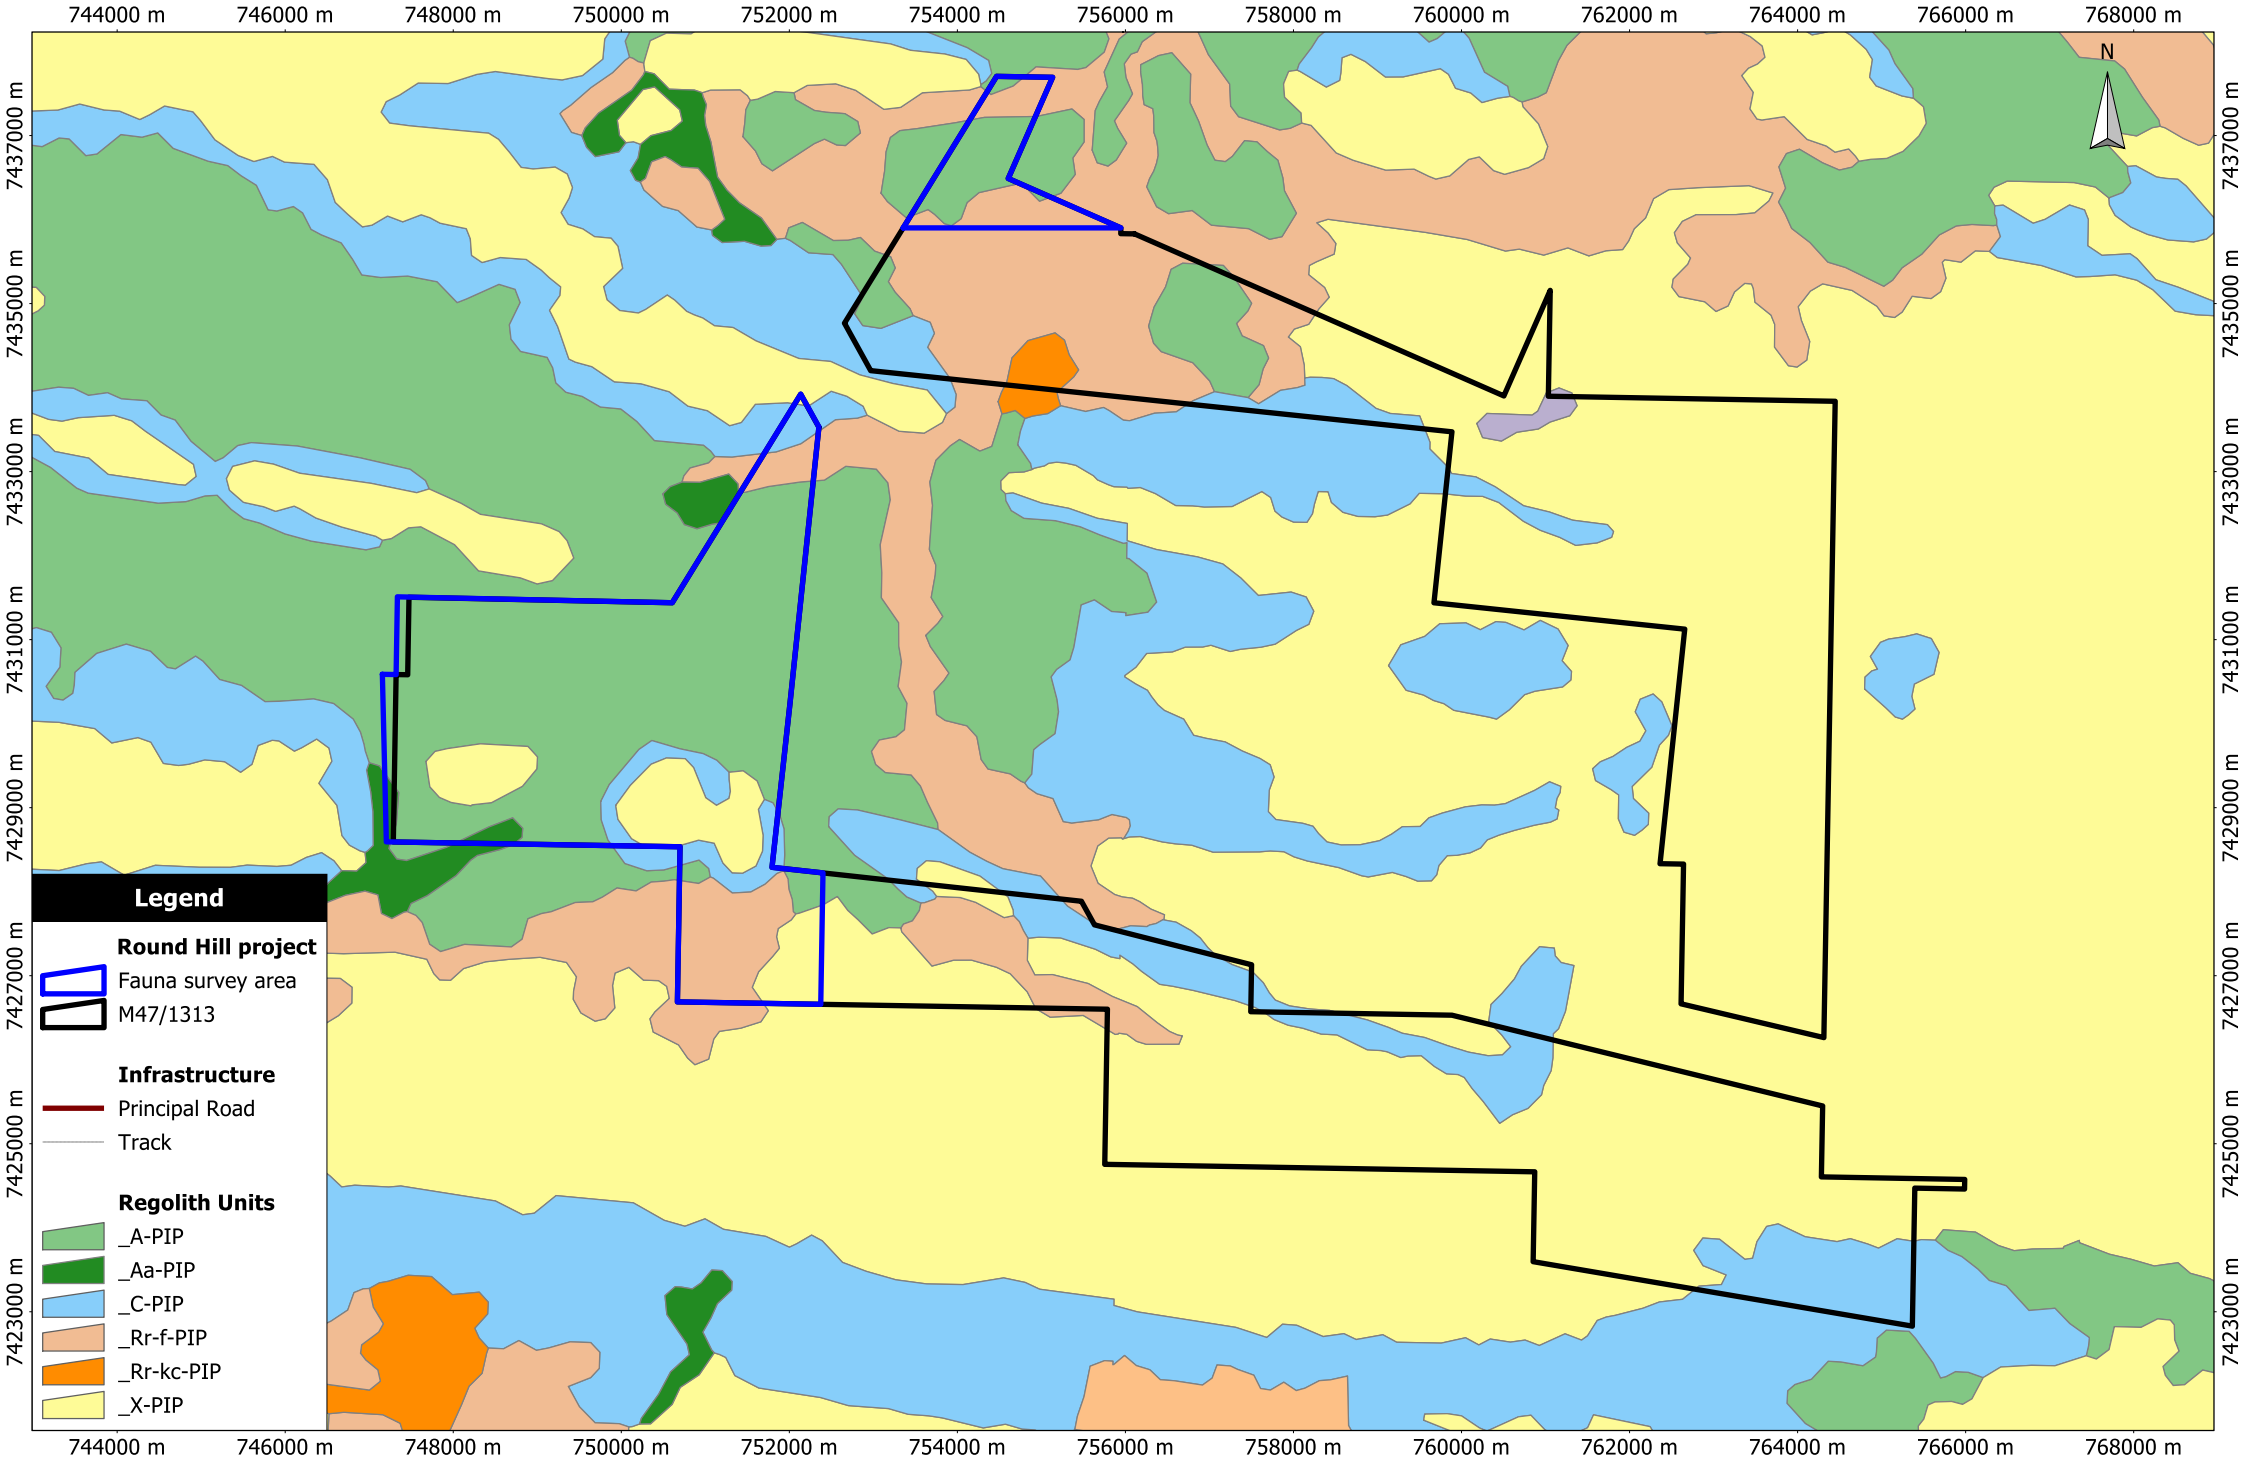 744000 m 746000 m 748000 m 750000 m 752000 m 754000 m 756000 m 758000 m 760000 m 762000 m 764000 m 766000 m 768000 m
N
7437000 m 7437000 m
7435000 m 7435000 m
7433000 m 7433000 m
7431000 m 7431000 m
7429000 m 7429000 m
7427000 m 7427000 m
7425000 m 7425000 m
7423000 m 7423000 m
Legend
Round Hill project
Fauna survey area
M47/1313
Infrastructure
Principal Road
Track
Regolith Units
_A-PIP
_Aa-PIP
_C-PIP
_Rr-f-PIP
_Rr-kc-PIP
_X-PIP
744000 m 746000 m 748000 m 750000 m 752000 m 754000 m 756000 m 758000 m 760000 m 762000 m 764000 m 766000 m 768000 m